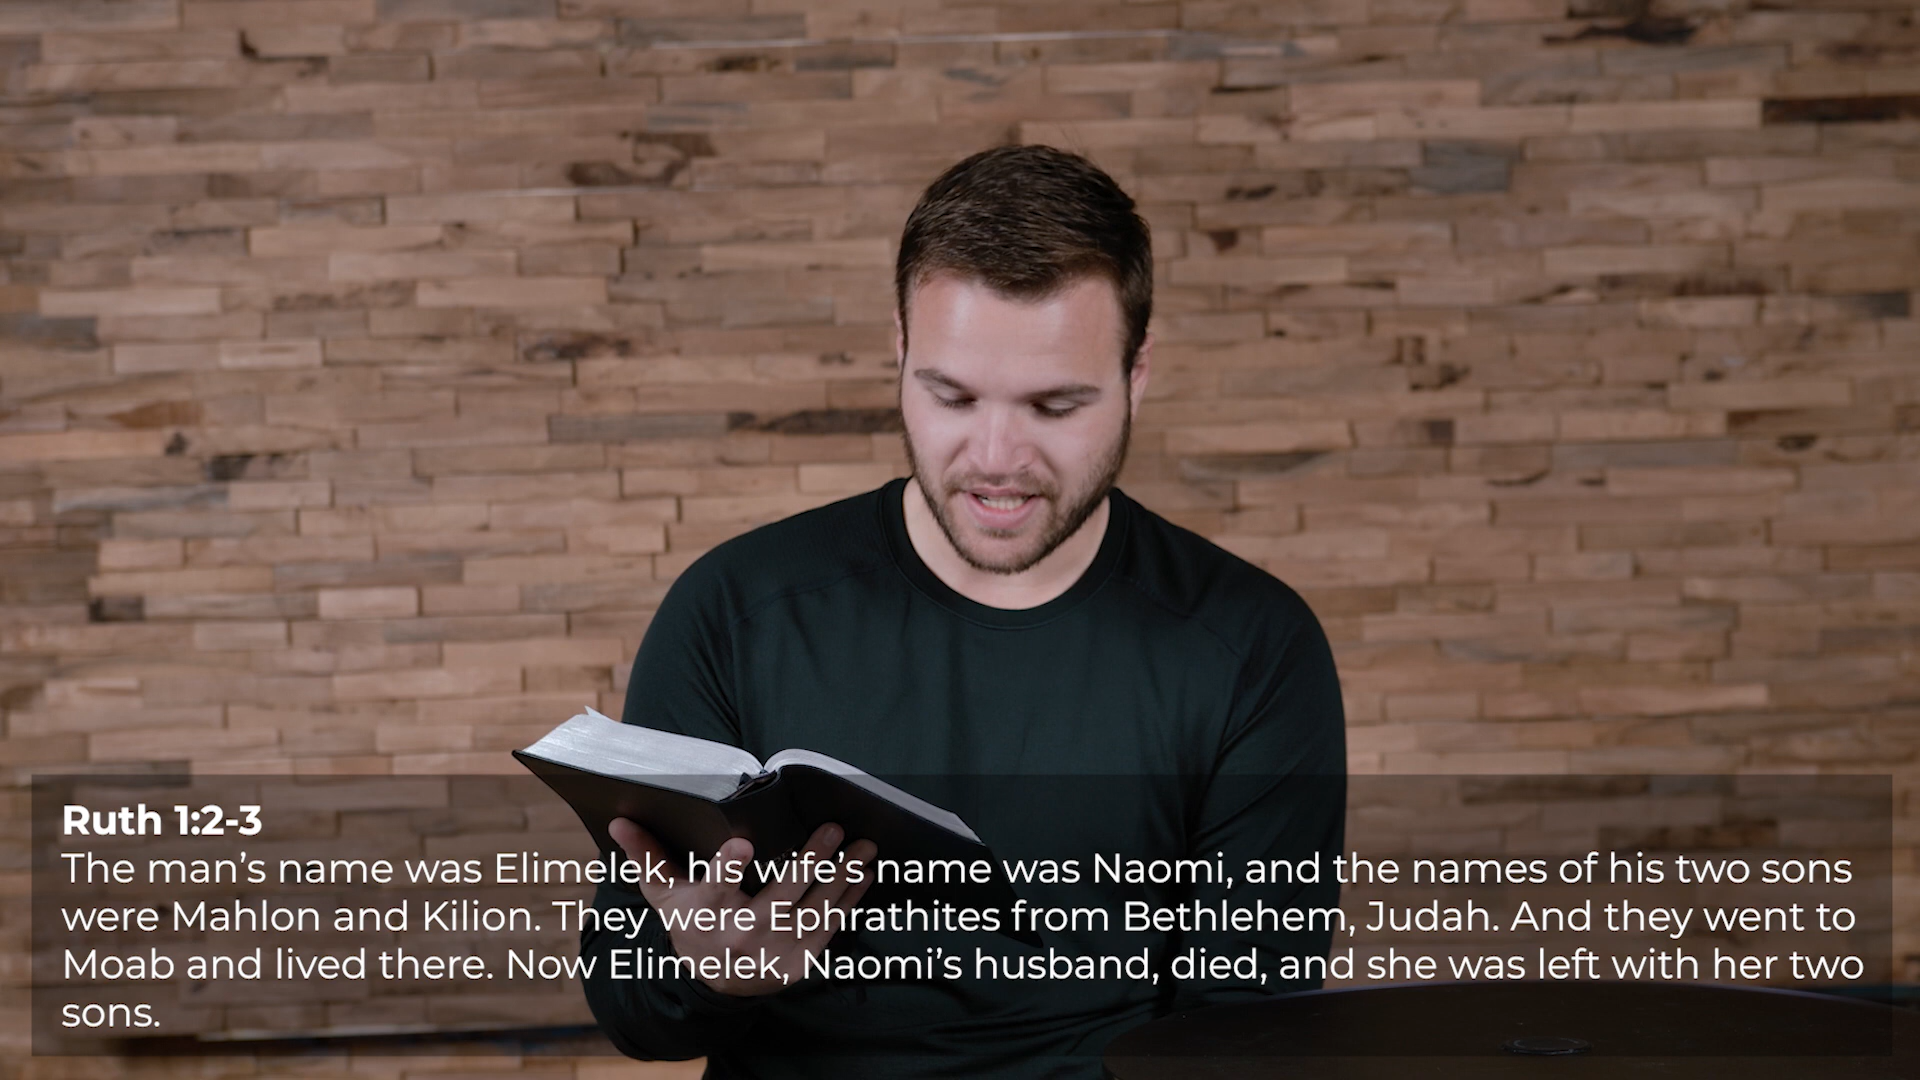 Ruth 1:2-3
The man’s name was Elimelek, his wife’s name was Naomi, and the names of his two sons
were Mahlon and Kilion. They were Ephrathites from Bethlehem, Judah. And they went to
Moab and lived there. Now Elimelek, Naomi’s husband, died, and she was left with her two
sons.